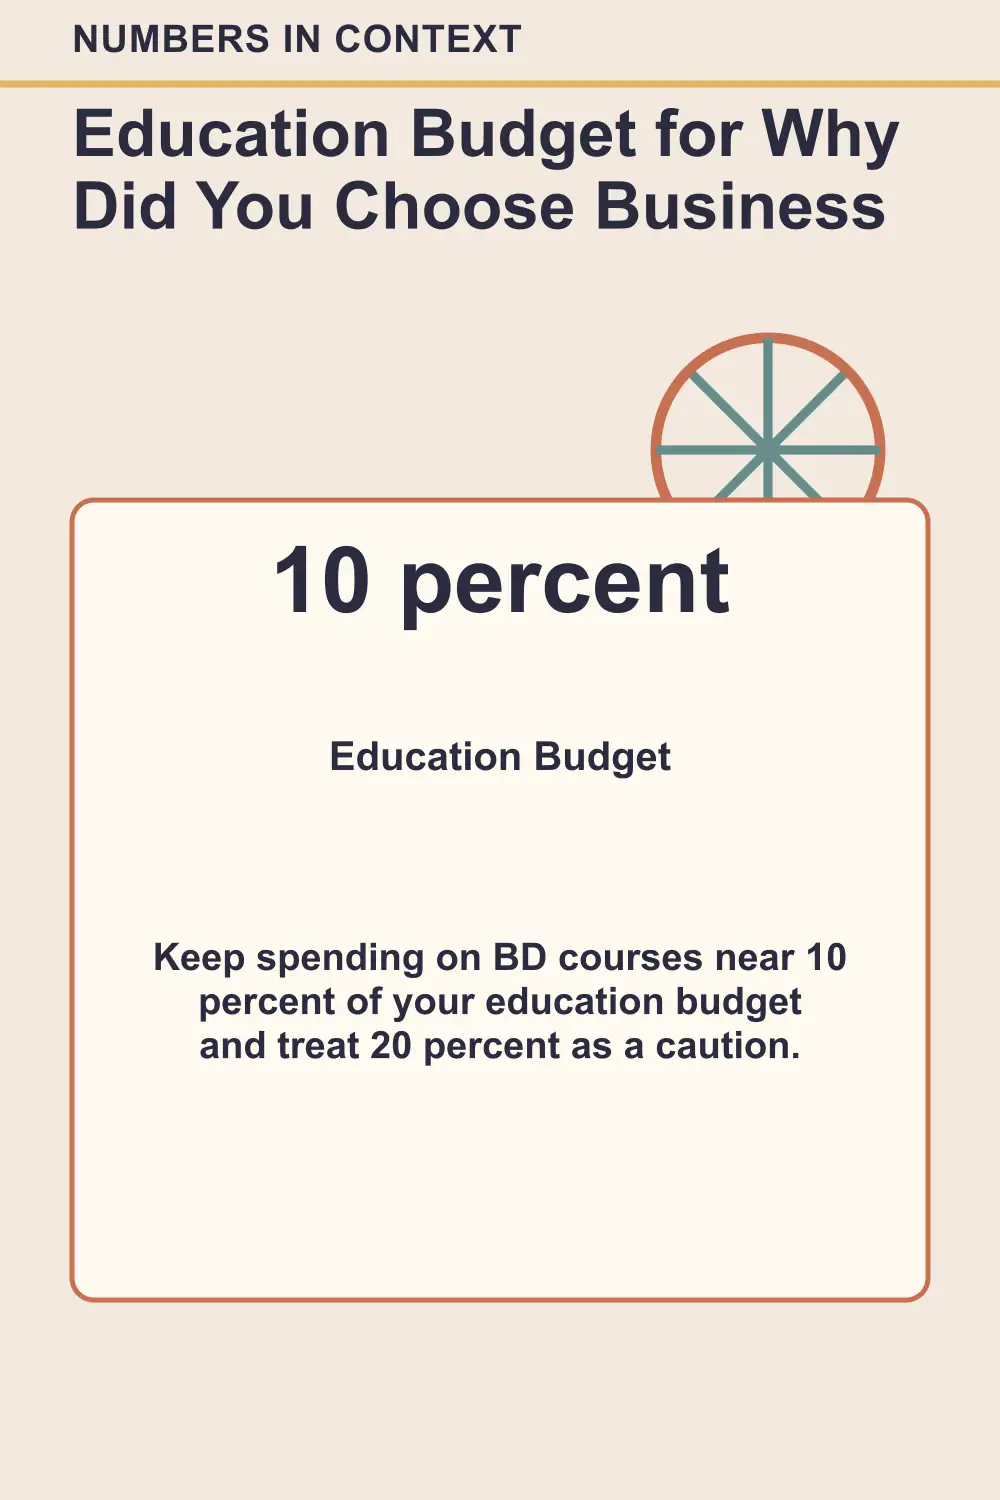 NUMBERS IN CONTEXT
Education Budget for Why
Did You Choose Business
10 percent
Education Budget
Keep spending on BD courses near 10
percent of your education budget
and treat 20 percent as a caution.